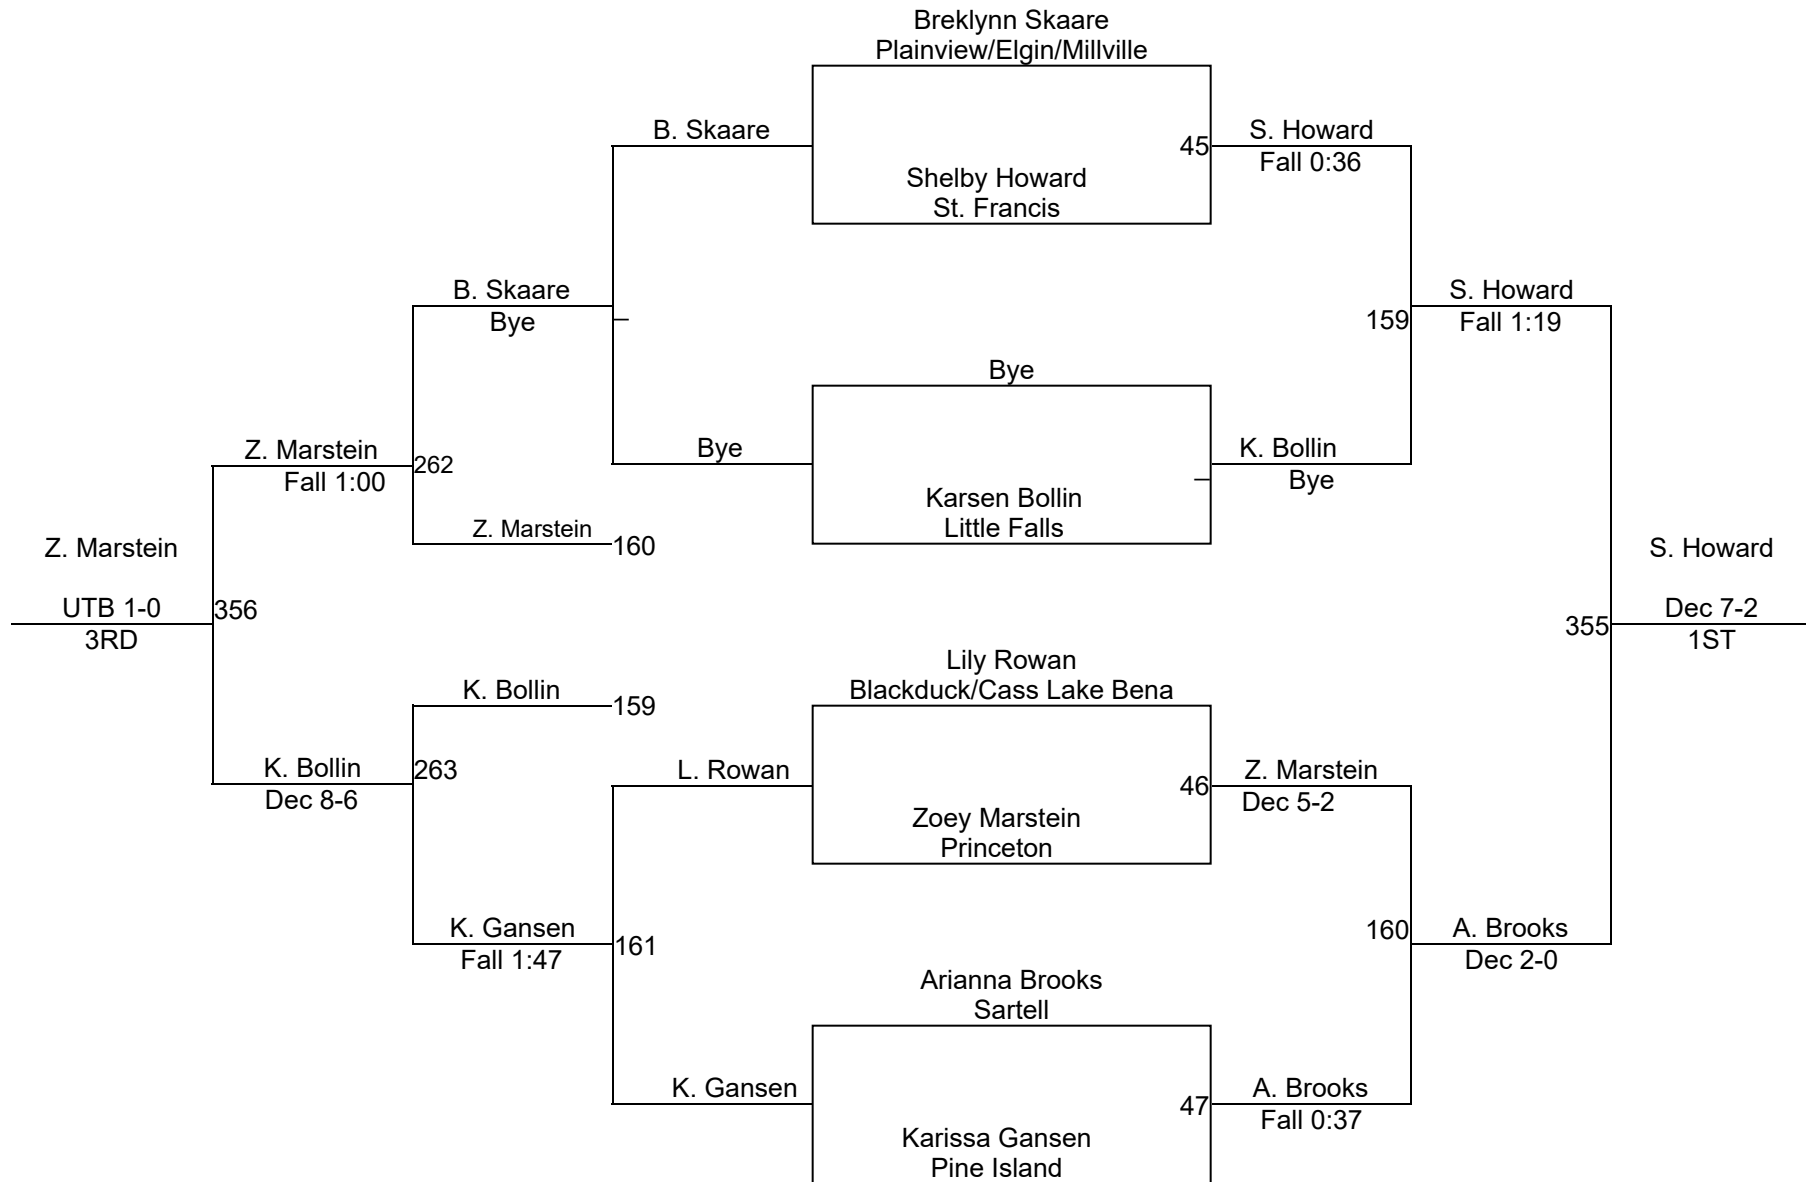 Breklynn Skaare
Plainview/Elgin/Millville
B. Skaare
45
S. Howard
Fall 0:36
Shelby Howard
St. Francis
B. Skaare
Bye
159
S. Howard
Fall 1:19
Bye
Z. Marstein
Fall 1:00
262
Bye
K. Bollin
Bye
Karsen Bollin
Little Falls
Z. Marstein
160
Z. Marstein
UTB 1-0
3RD
356
S. Howard
Dec 7-2
1ST
355
K. Bollin
159
Lily Rowan
Blackduck/Cass Lake Bena
K. Bollin
Dec 8-6
263
L. Rowan
46
Z. Marstein
Dec 5-2
Zoey Marstein
Princeton
K. Gansen
Fall 1:47
161
160
A. Brooks
Dec 2-0
Arianna Brooks
Sartell
K. Gansen
47
A. Brooks
Fall 0:37
Karissa Gansen
Pine Island